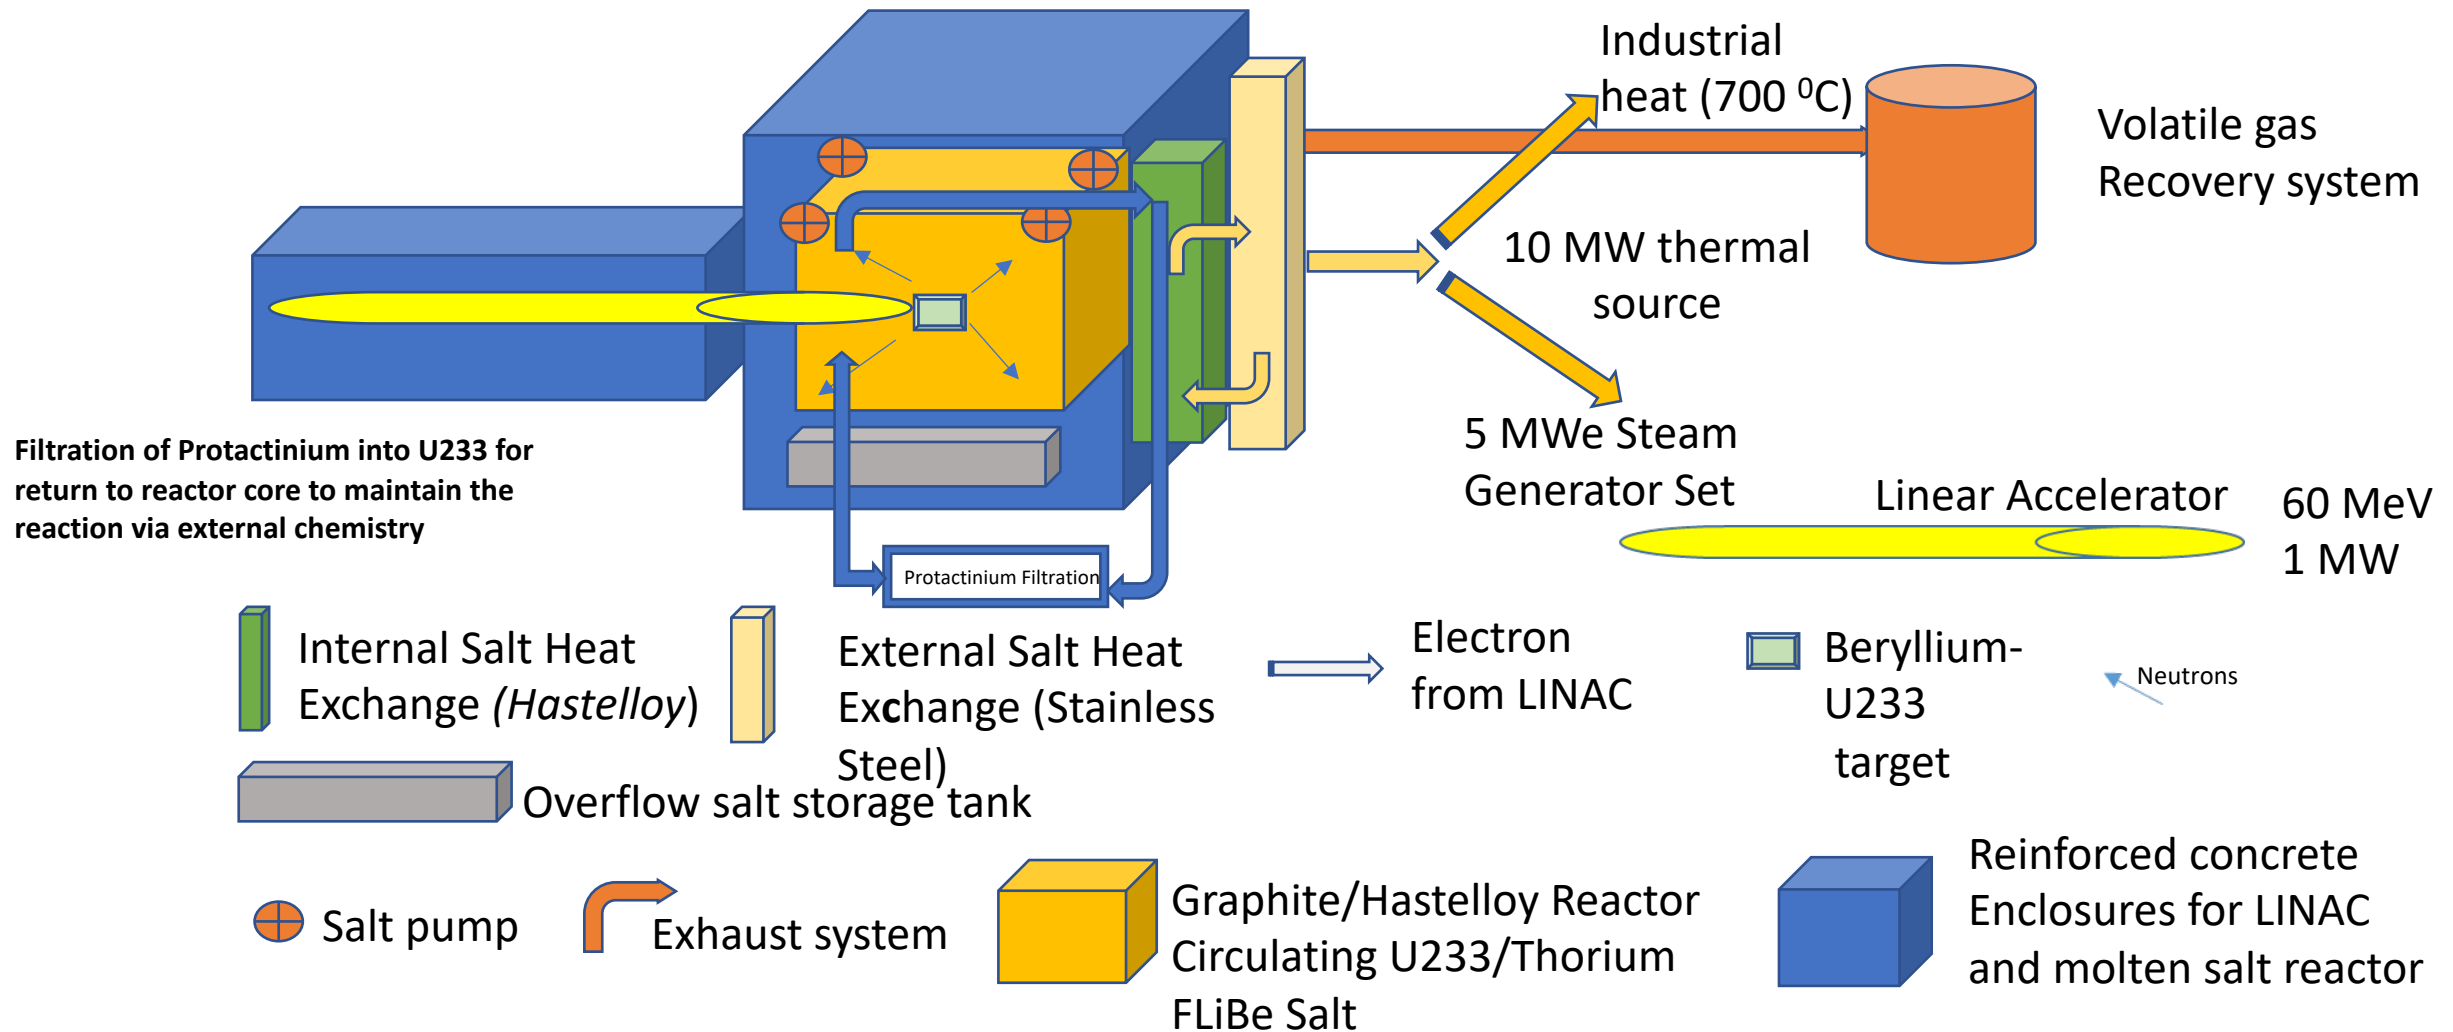 Industrial
heat (700 ⁰C)
Volatile gas
Recovery system
10 MW thermal
source
5 MWe Steam
Generator Set
Linear Accelerator
60 MeV
1 MW
Filtration of Protactinium into U233 for
return to reactor core to maintain the
reaction via external chemistry
Protactinium Filtration
Internal Salt Heat
Exchange (Hastelloy)
External Salt Heat
Exchange (Stainless
Steel)
Electron
from LINAC
Beryllium-
U233
target
Neutrons
Overflow salt storage tank
Salt pump
Exhaust system
Graphite/Hastelloy Reactor
Circulating U233/Thorium
FLiBe Salt
Reinforced concrete
Enclosures for LINAC
and molten salt reactor